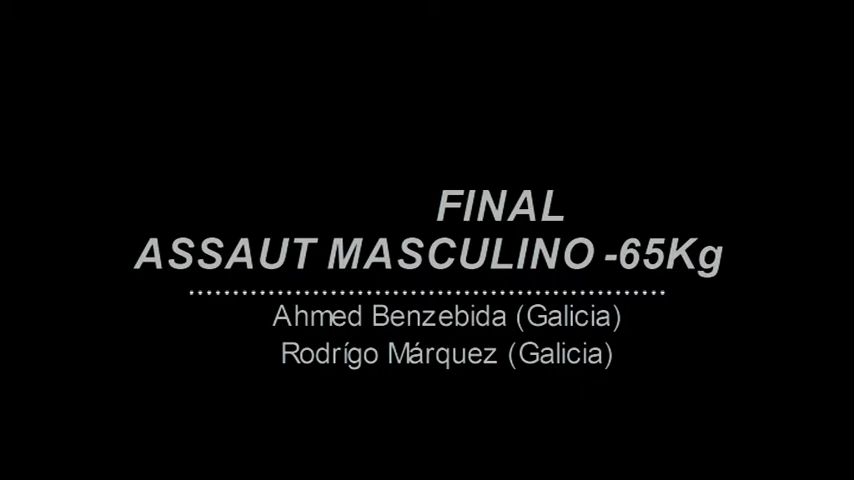 FINAL
ASSAUT MASCULINO -65Kg
Ahmed Benzebida (Galicia)
Rodrígo Márquez (Galicia)